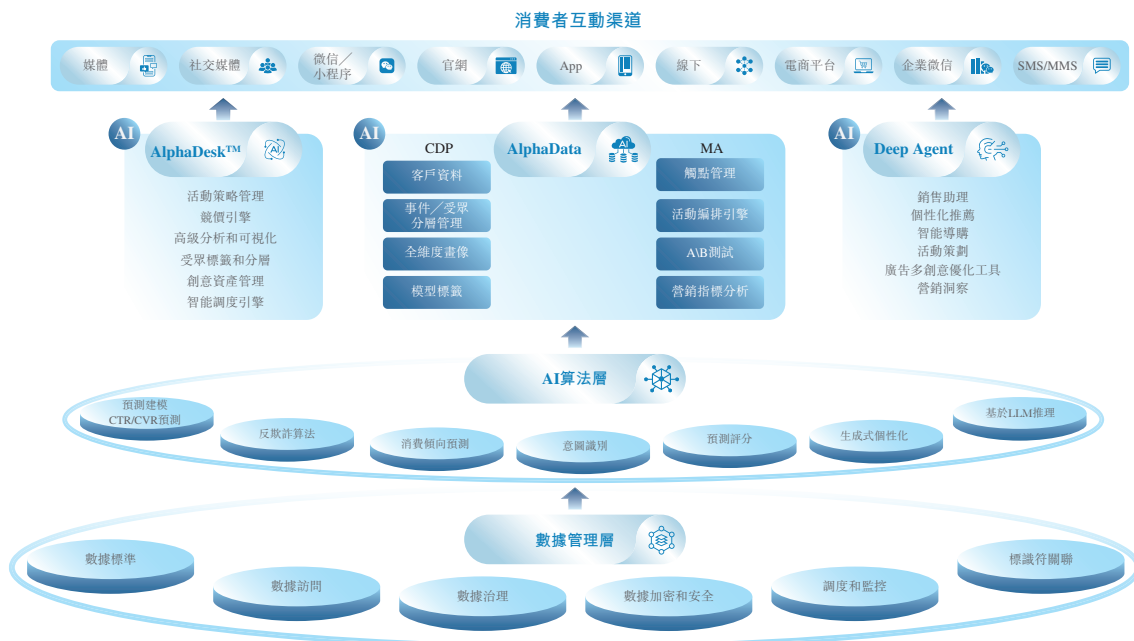 消費者互動渠道
媒體
社交媒體
微信／
小程序
官網
App
線下
電商平台
企業微信
SMS/MMS
AI
AlphaDesk™
活動策略管理
競價引擎
高級分析和可視化
受眾標籤和分層
創意資產管理
智能調度引擎
AI
CDP
AlphaData
AI
MA
客戶資料
事件／受眾
分層管理
全維度畫像
模型標籤
觸點管理
活動編排引擎
A\B測試
营銷指標分析
AI
Deep Agent
銷售助理
個性化推薦
智能導購
活動策劃
廣告多創意優化工具
營銷洞察
AI算法層
預測建模
CTR/CVR預測
反欺詐算法
消費傾向預測
意圖識別
預測評分
生成式個性化
基於LLM推理
數據管理層
數據標準
數據訪問
數據治理
數據加密和安全
調度和監控
標識符關聯